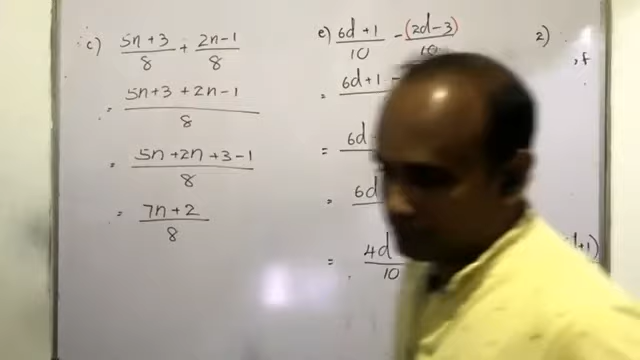 c) (5n+3)/8 + (2n-1)/8
= (5n+3+2n-1)/8
= (5n+2n+3-1)/8
= (7n+2)/8
e) (6d+1)/10 - (2d-3)/10
= 6d+1 -
= 6d
= 6d
= 4d/10
2)